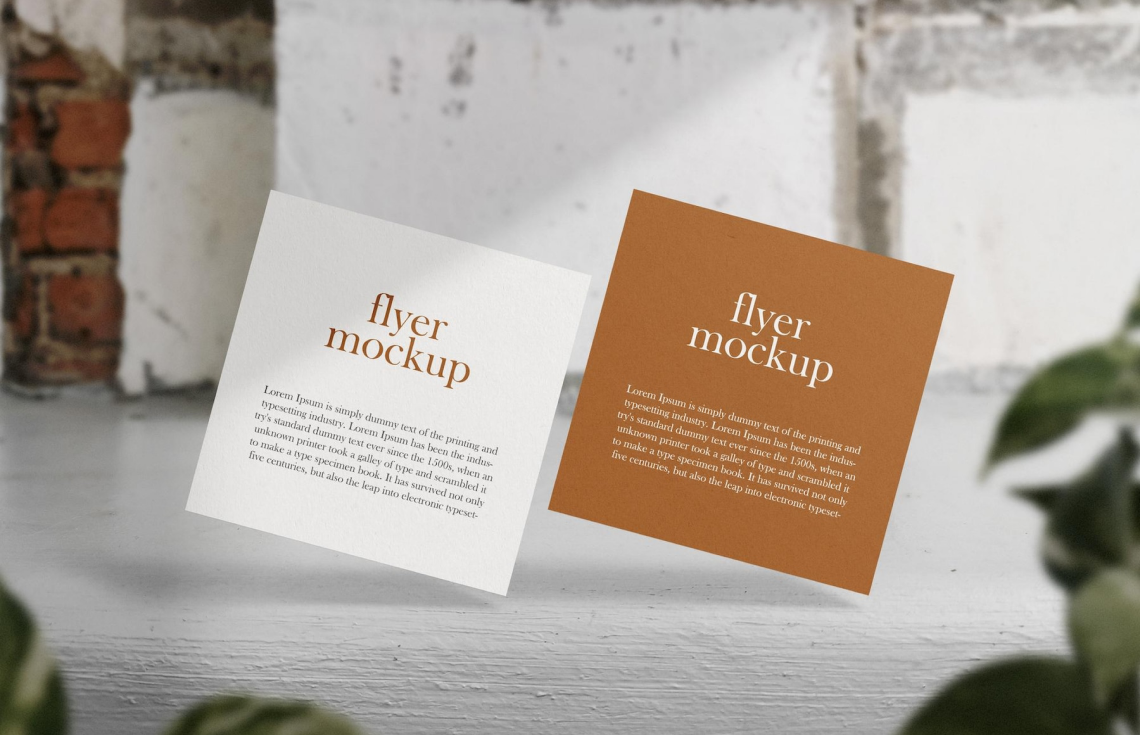 flyer
mockup
Lorem Ipsum is simply dummy text of the printing and
typesetting industry. Lorem Ipsum has been the indus-
try's standard dummy text ever since the 1500s, when an
unknown printer took a galley of type and scrambled it
to make a type specimen book. It has survived not only
five centuries, but also the leap into electronic typeset-
flyer
mockup
Lorem Ipsum is simply dummy text of the printing and
typesetting industry. Lorem Ipsum has been the indus-
try's standard dummy text ever since the 1500s, when an
unknown printer took a galley of type and scrambled it
to make a type specimen book. It has survived not only
five centuries, but also the leap into electronic typeset-